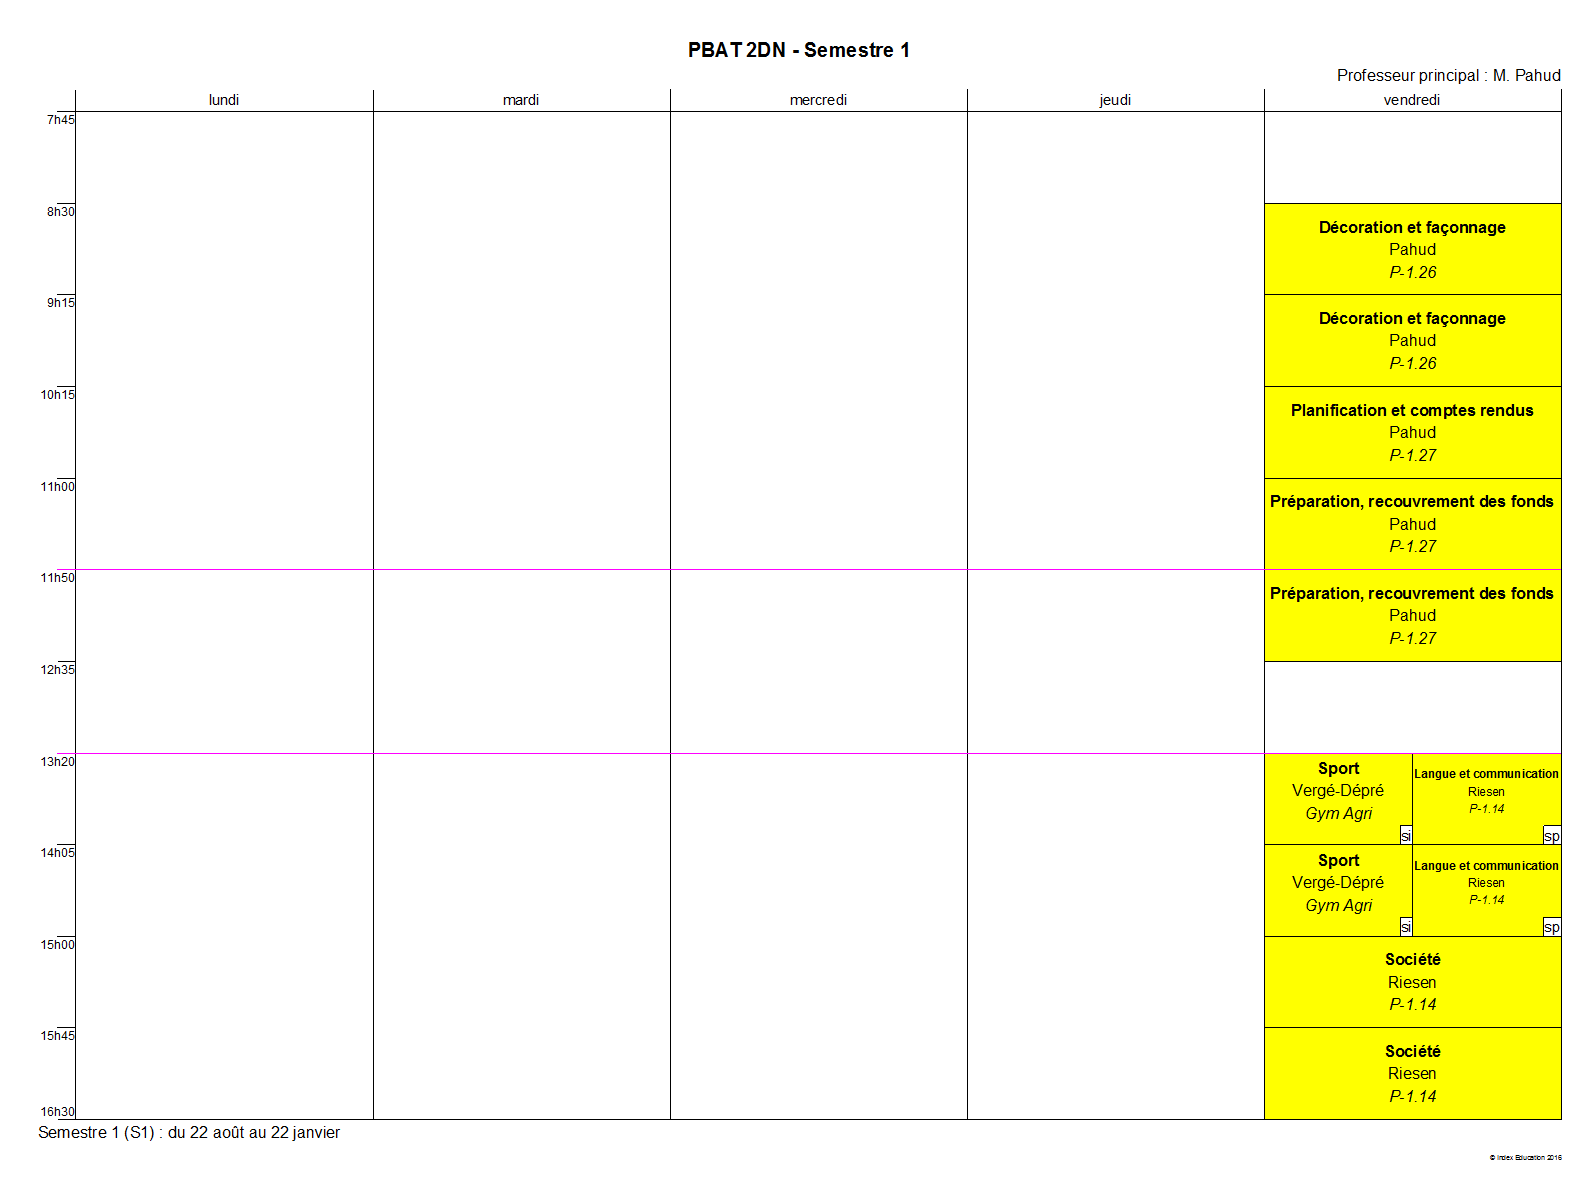 PBAT 2DN - Semestre 1
Professeur principal : M. Pahud
lundi
mardi
mercredi
jeudi
vendredi
7h45
8h30
Décoration et façonnage
Pahud
P-1.26
9h15
Décoration et façonnage
Pahud
P-1.26
10h15
Planification et comptes rendus
Pahud
P-1.27
11h00
Préparation, recouvrement des fonds
Pahud
P-1.27
11h50
Préparation, recouvrement des fonds
Pahud
P-1.27
12h35
13h20
Sport
Vergé-Dépré
Gym Agri
si
Langue et communication
Riesen
P-1.14
sp
14h05
Sport
Vergé-Dépré
Gym Agri
si
Langue et communication
Riesen
P-1.14
sp
15h00
Société
Riesen
P-1.14
15h45
Société
Riesen
P-1.14
16h30
Semestre 1 (S1) : du 22 août au 22 janvier
© Index Education 2016